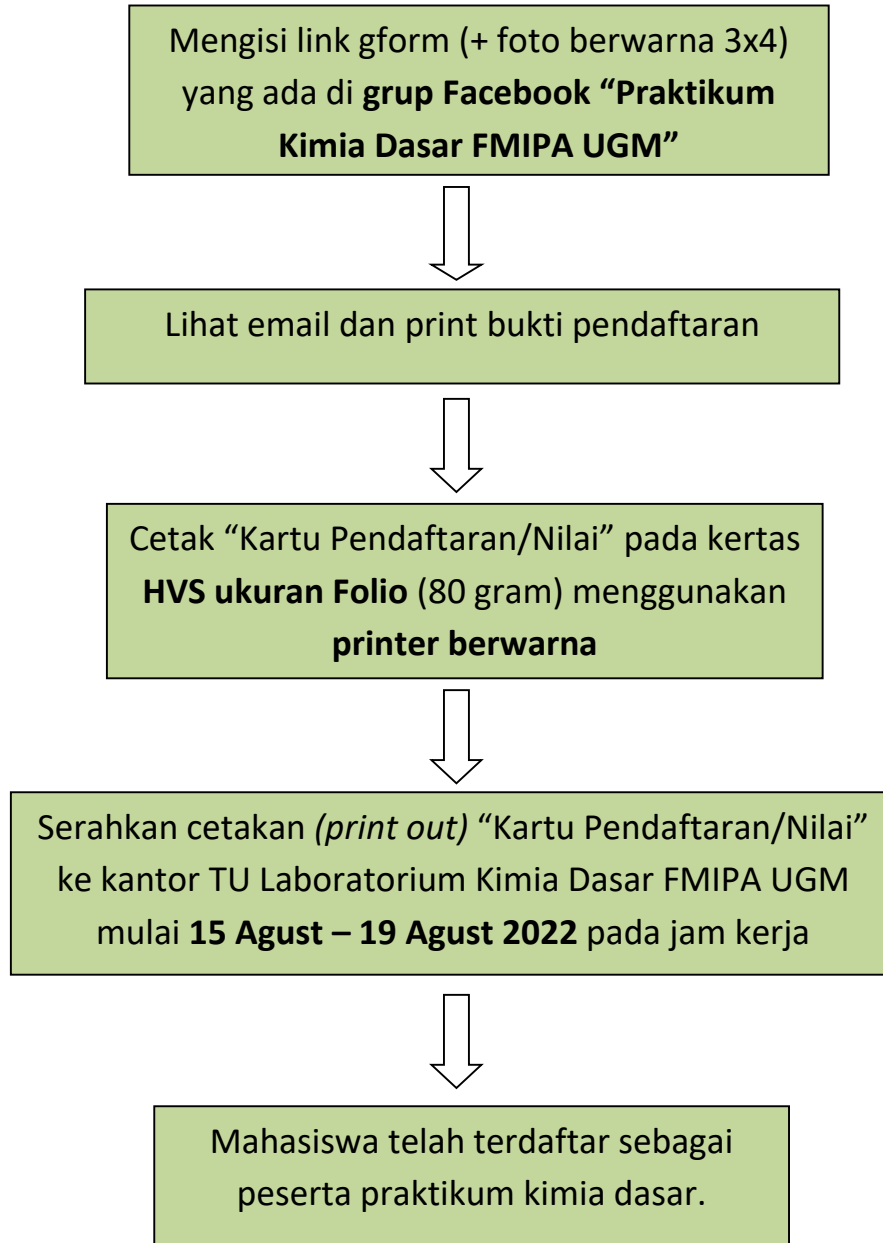 Mengisi link gform (+ foto berwarna 3x4)
yang ada di grup Facebook “Praktikum
Kimia Dasar FMIPA UGM”
Lihat email dan print bukti pendaftaran
Cetak “Kartu Pendaftaran/Nilai” pada kertas
HVS ukuran Folio (80 gram) menggunakan
printer berwarna
Serahkan cetakan (print out) “Kartu Pendaftaran/Nilai”
ke kantor TU Laboratorium Kimia Dasar FMIPA UGM
mulai 15 Agust – 19 Agust 2022 pada jam kerja
Mahasiswa telah terdaftar sebagai
peserta praktikum kimia dasar.